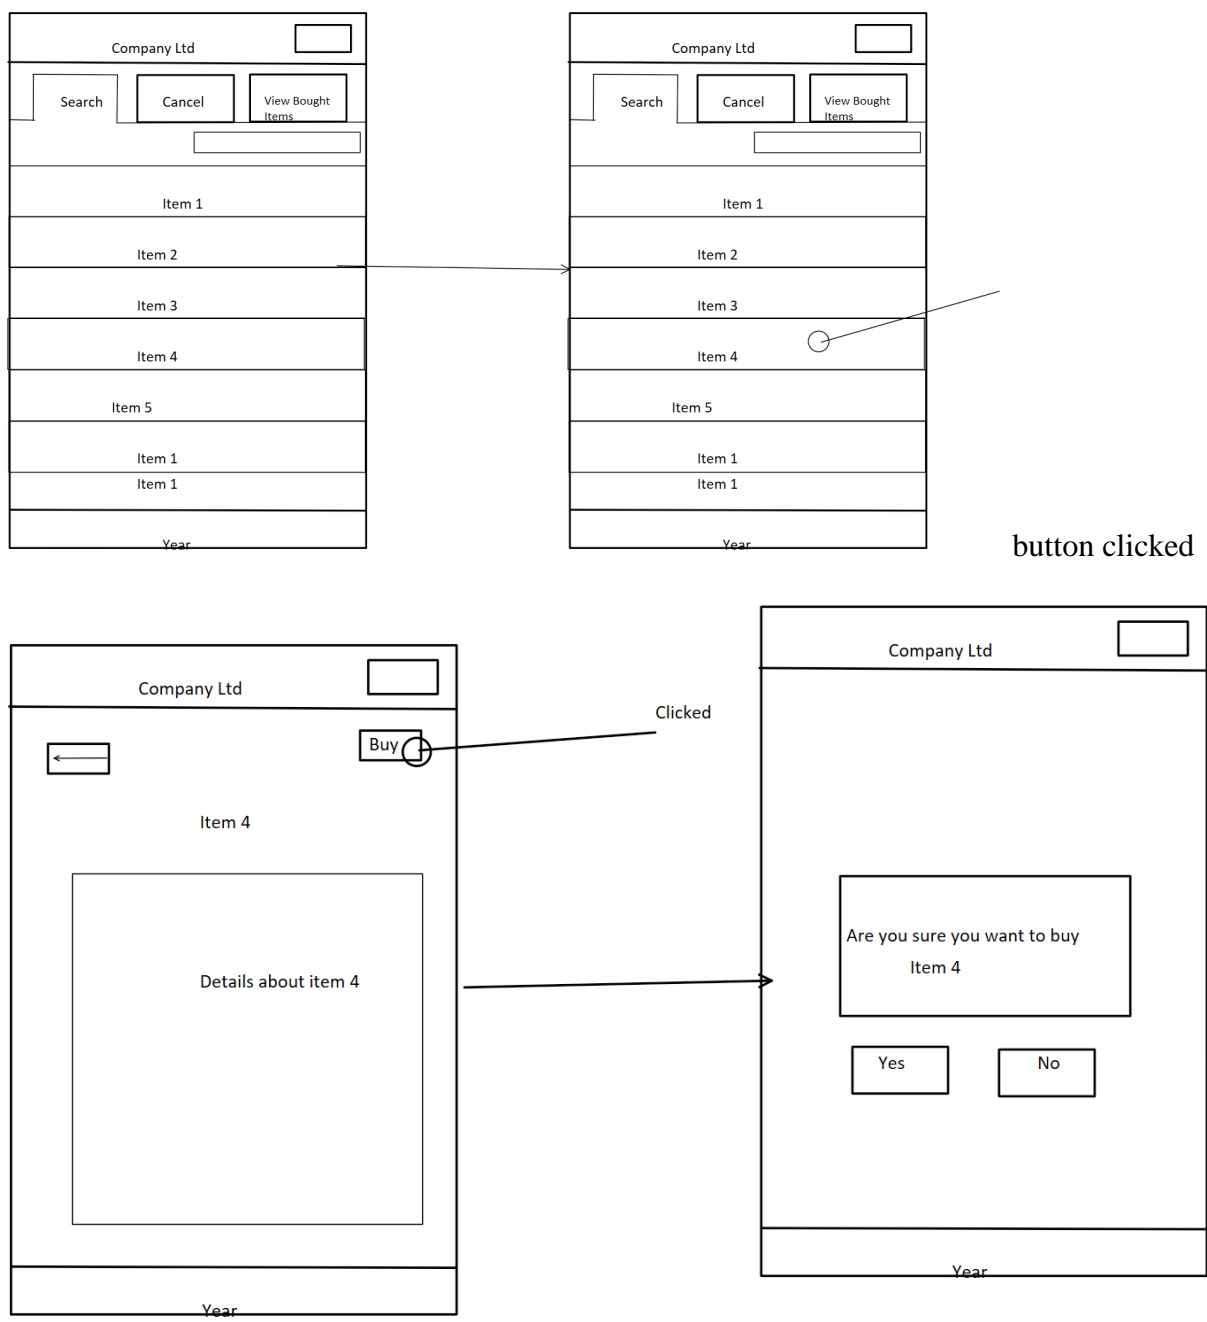 Company Ltd
Search
Cancel
View Bought
Items
Item 1
Item 2
Item 3
Item 4
Item 5
Item 1
Item 1
Year
Company Ltd
Search
Cancel
View Bought
Items
Item 1
Item 2
Item 3
Item 4
Item 5
Item 1
Item 1
Year
button clicked
Company Ltd
Buy
Clicked
Item 4
Details about item 4
Year
Company Ltd
Are you sure you want to buy
Item 4
Yes
No
Year